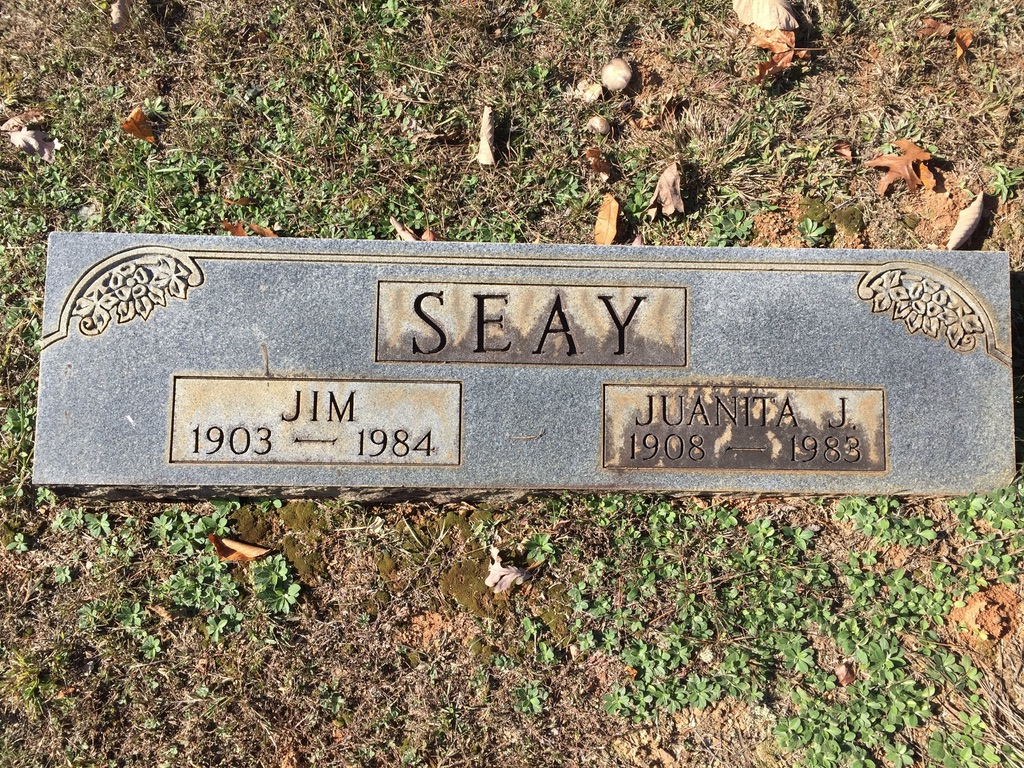 SEAY
JIM
1903 — 1984
JUANITA J.
1908 — 1983